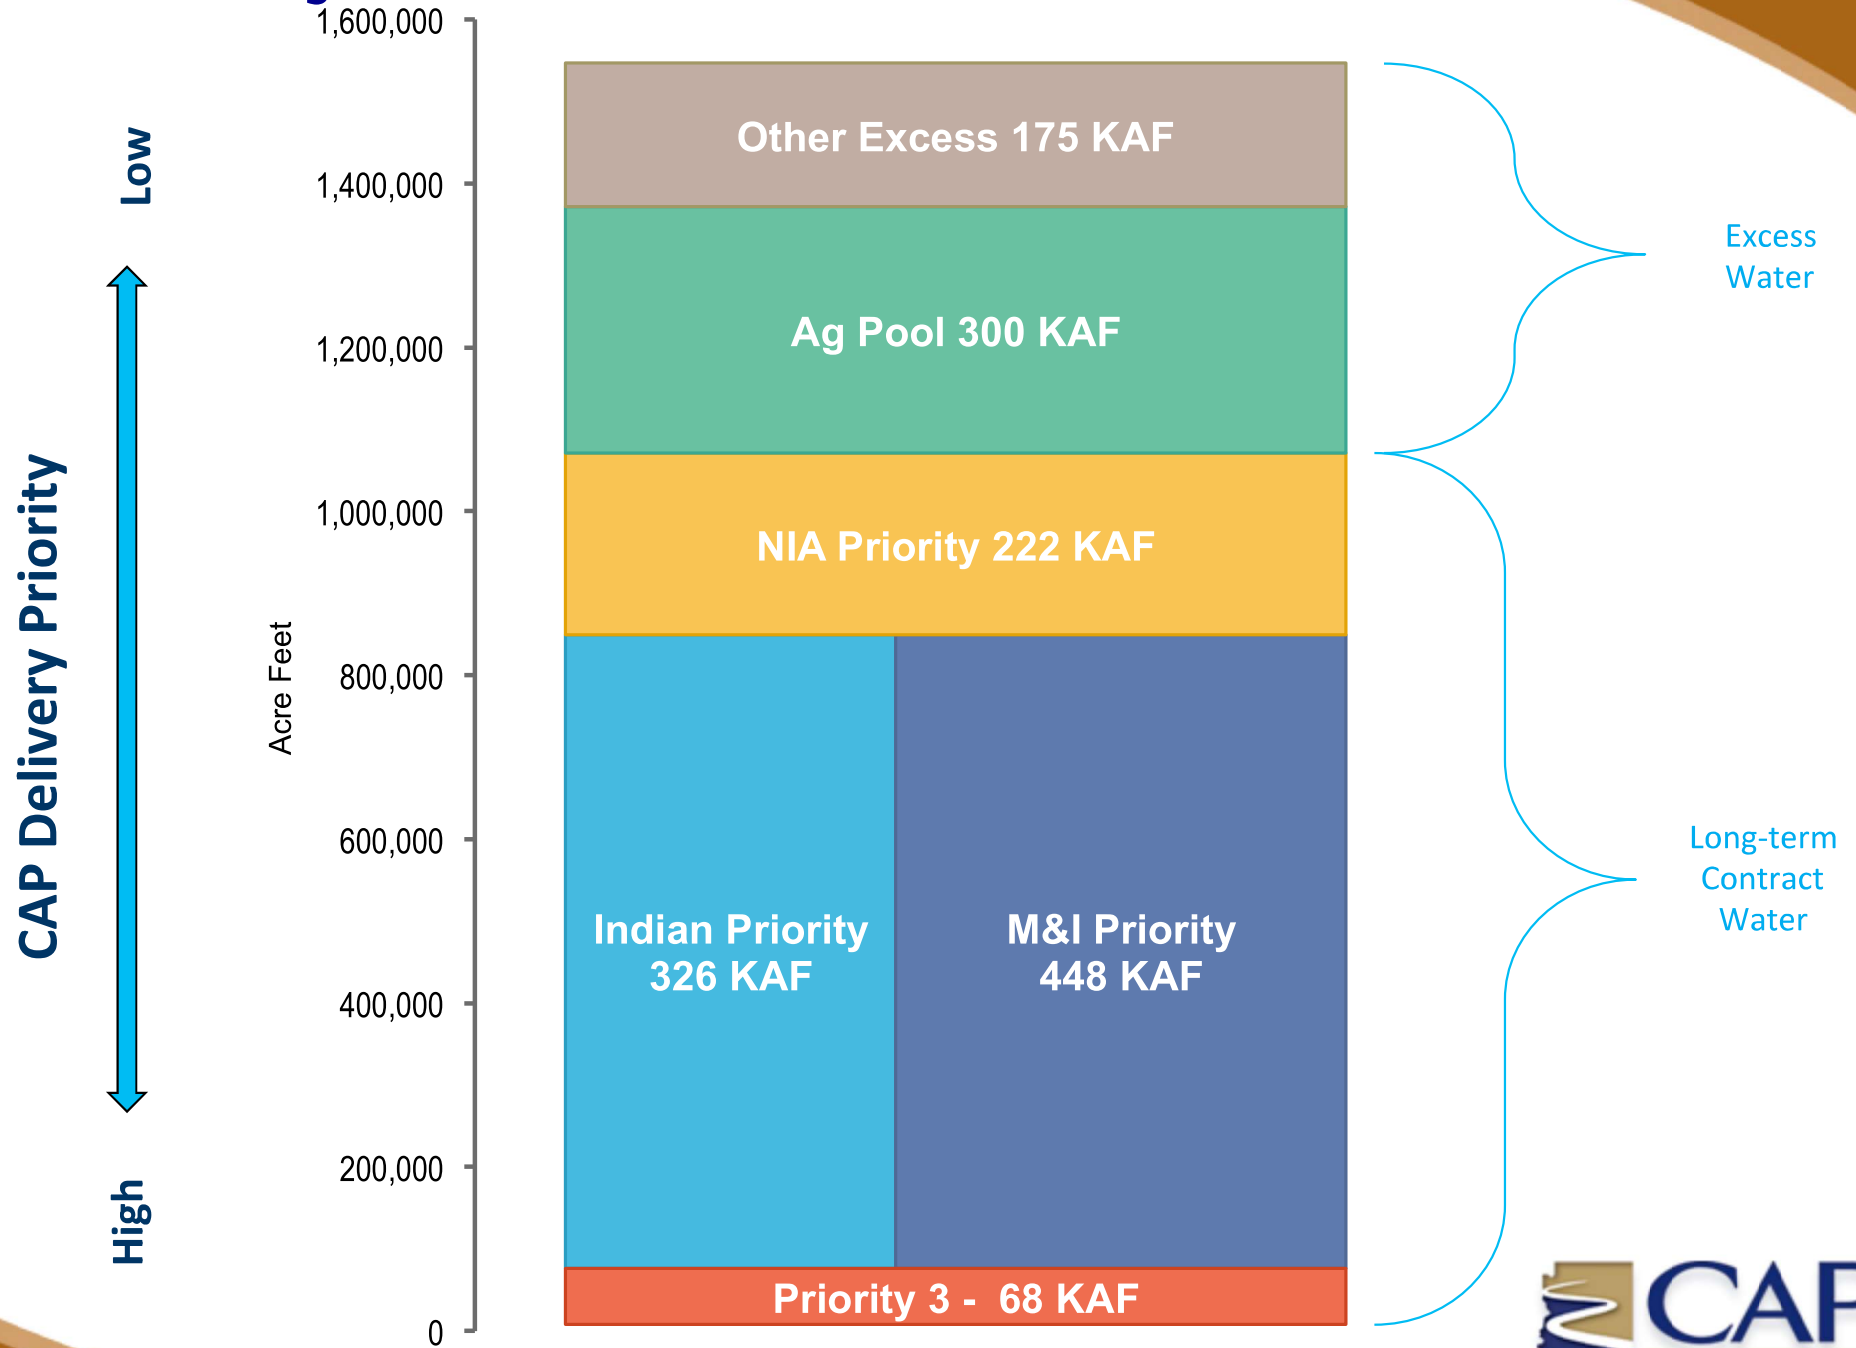 1,600,000
1,400,000
1,200,000
1,000,000
800,000
600,000
400,000
200,000
0
Acre Feet
CAP Delivery Priority
Low
High
Other Excess 175 KAF
Ag Pool 300 KAF
NIA Priority 222 KAF
Indian Priority
326 KAF
M&I Priority
448 KAF
Priority 3 - 68 KAF
Excess
Water
Long-term
Contract
Water
CAP